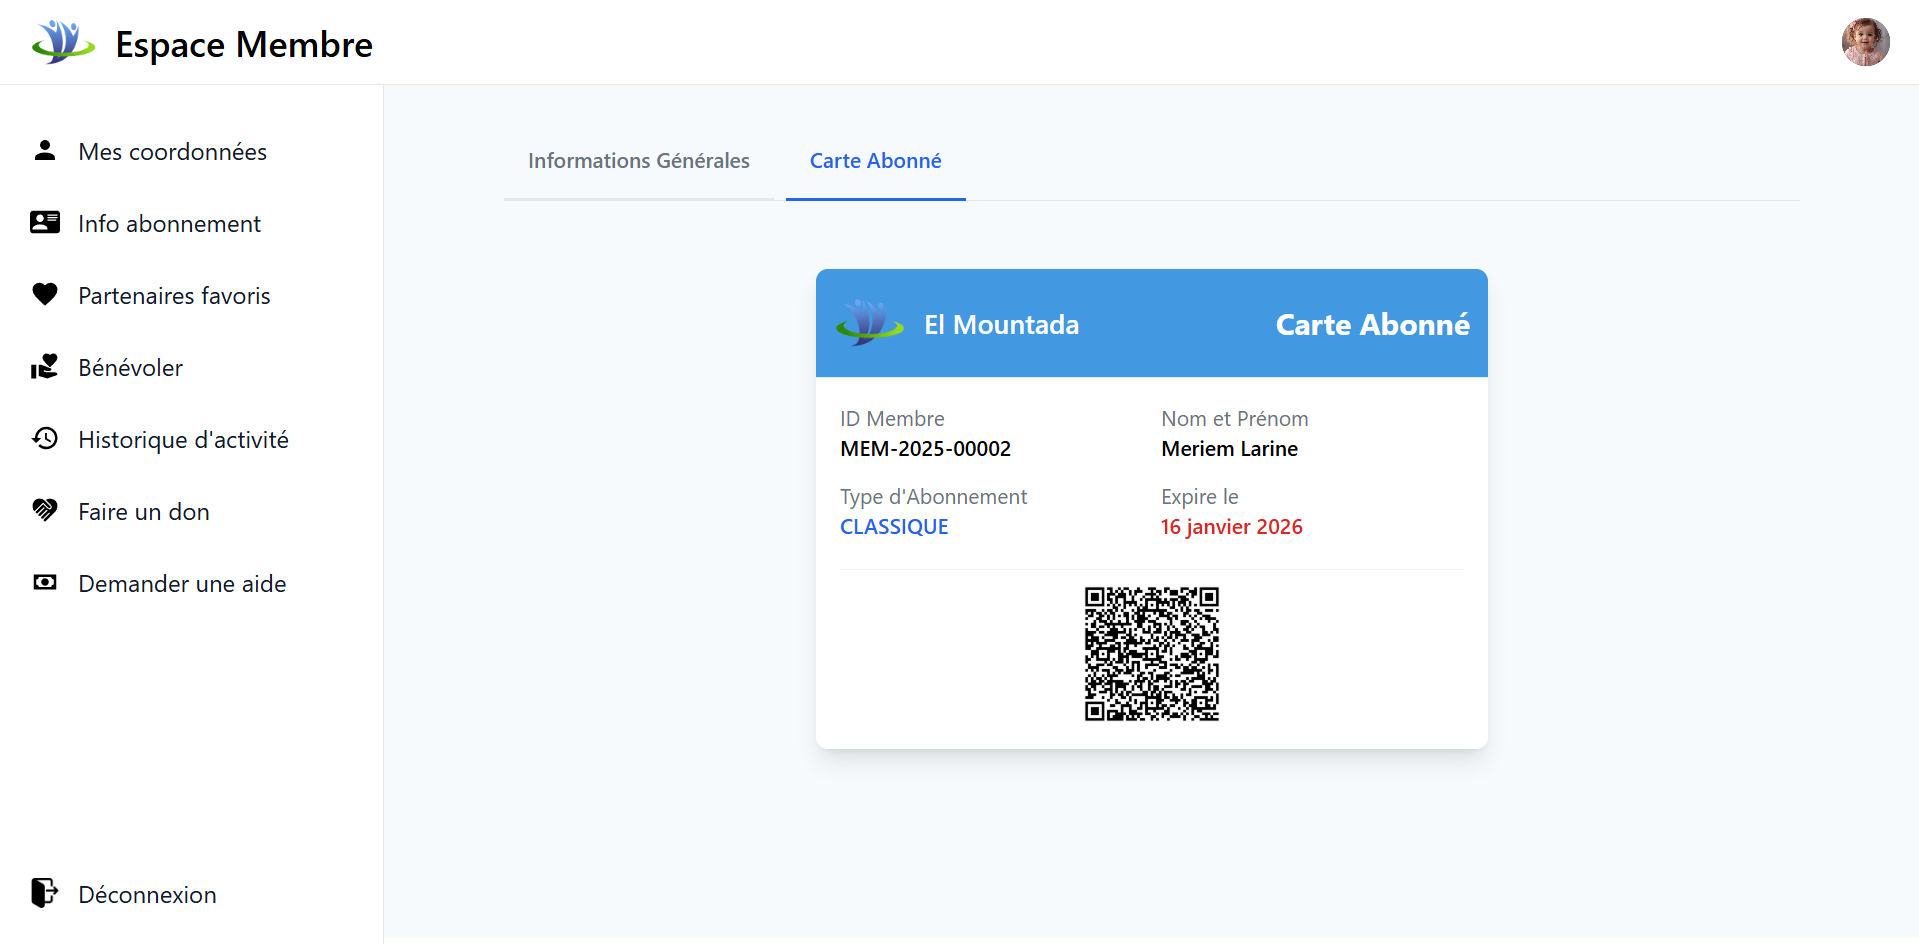 Espace Membre
Mes coordonnées
Info abonnement
Partenaires favoris
Bénévoler
Historique d'activité
Faire un don
Demander une aide
Déconnexion
Informations Générales
Carte Abonné
El Mountada
Carte Abonné
ID Membre
MEM-2025-00002
Nom et Prénom
Meriem Larine
Type d'Abonnement
CLASSIQUE
Expire le
16 janvier 2026